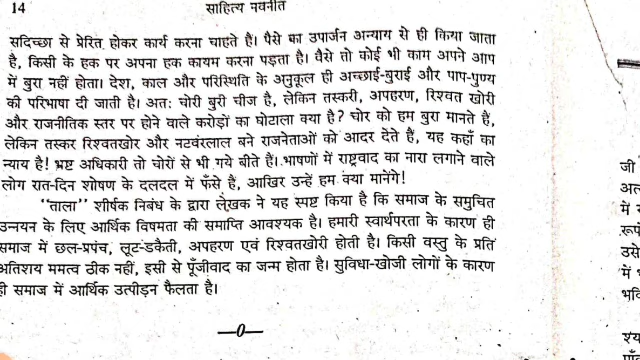 14
साहित्य नवनीत
सदिच्छा से प्रेरित होकर कार्य करना चाहते हैं। पैसे का उपार्जन अन्याय से ही किया जाता
है, किसी के हक पर अपना हक कायम करना पड़ता है। वैसे तो कोई भी काम अपने आप
में बुरा नहीं होता। देश, काल और परिस्थिति के अनुकूल ही अच्छाई-बुराई और पाप-पुण्य
की परिभाषा दी जाती है। अतः चोरी बुरी चीज है, लेकिन तस्करी, अपहरण, रिश्वत खोरी
और राजनीतिक स्तर पर होने वाले करोड़ों का घोटाला क्या है? चोर को हम बुरा मानते हैं,
लेकिन तस्कर रिश्वतखोर और नटवंरलाल बने राजनेताओं को आदर देते हैं, यह कहाँ का
न्याय है! भ्रष्ट अधिकारी तो चोरों से भी गये बीते हैं। भाषणों में राष्ट्रवाद का नारा लगाने वाले
लोग रात-दिन शोषण के दलदल में फँसे हैं, आखिर उन्हें हम क्या मानेंगे!
"ताला" शीर्षक निबंध के द्वारा लेखक ने यह स्पष्ट किया है कि समाज के समुचित
उन्नयन के लिए आर्थिक विषमता की समाप्ति आवश्यक है। हमारी स्वार्थपरता के कारण ही
समाज में छल-प्रपंच, लूट-डकैती, अपहरण एवं रिश्वतखोरी होती है। किसी वस्तु के प्रति
अतिशय ममत्व ठीक नहीं, इसी से पूँजीवाद का जन्म होता है। सुविधा-खोजी लोगों के कारण
ही समाज में आर्थिक उत्पीड़न फैलता है।
—0—
जी
में
रूपों
उसे
में